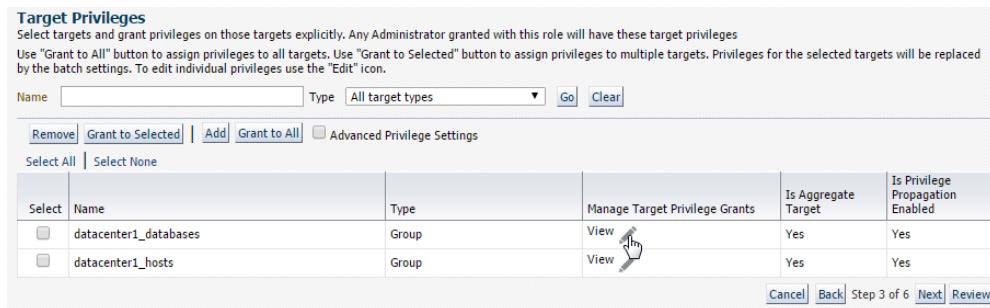 Target Privileges
Select targets and grant privileges on those targets explicitly. Any Administrator granted with this role will have these target privileges
Use "Grant to All" button to assign privileges to all targets. Use "Grant to Selected" button to assign privileges to multiple targets. Privileges for the selected targets will be replaced
by the batch settings. To edit individual privileges use the "Edit" icon.
Name Type All target types Go Clear
Remove Grant to Selected | Add Grant to All Advanced Privilege Settings
Select All | Select None
Select Name Type Manage Target Privilege Grants Is Aggregate Target Is Privilege Propagation Enabled
datacenter1_databases Group View Yes Yes
datacenter1_hosts Group View Yes Yes
Cancel Back Step 3 of 6 Next Review